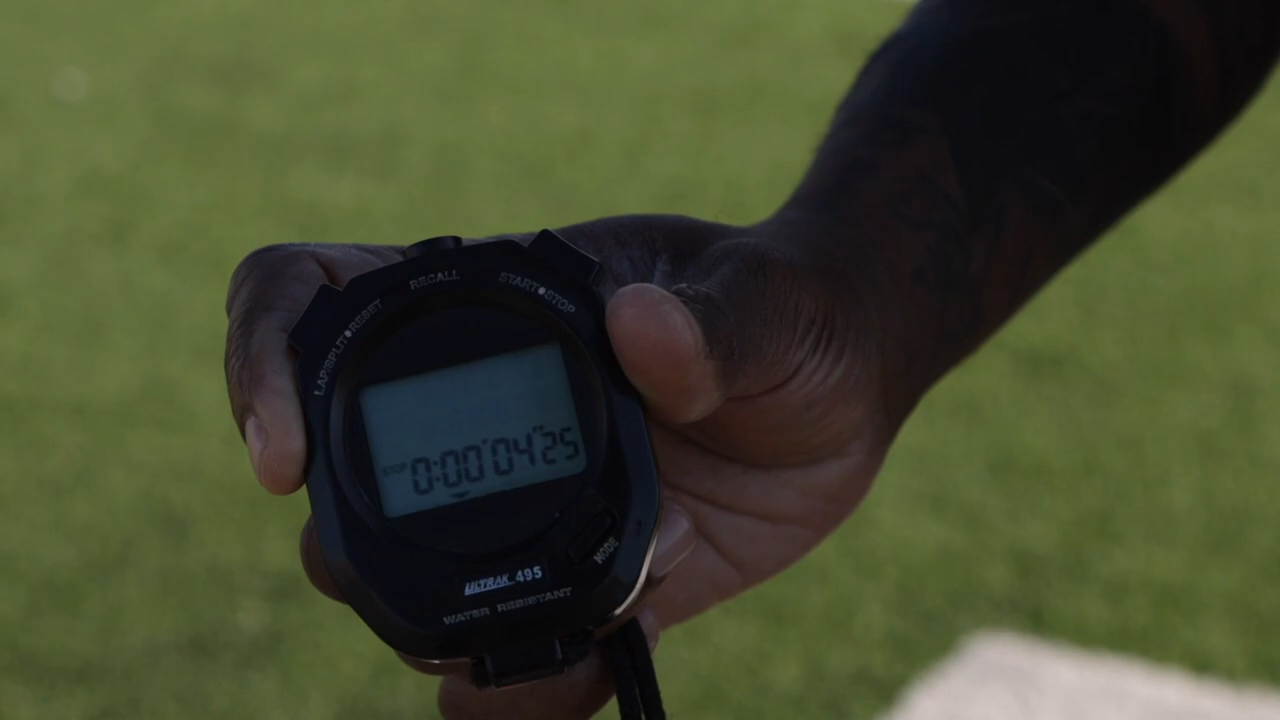 RECALL
START●STOP
LAP/SPLIT●RESET
STOP 0:00'04"25
MODE
ULTRAK 495
WATER RESISTANT